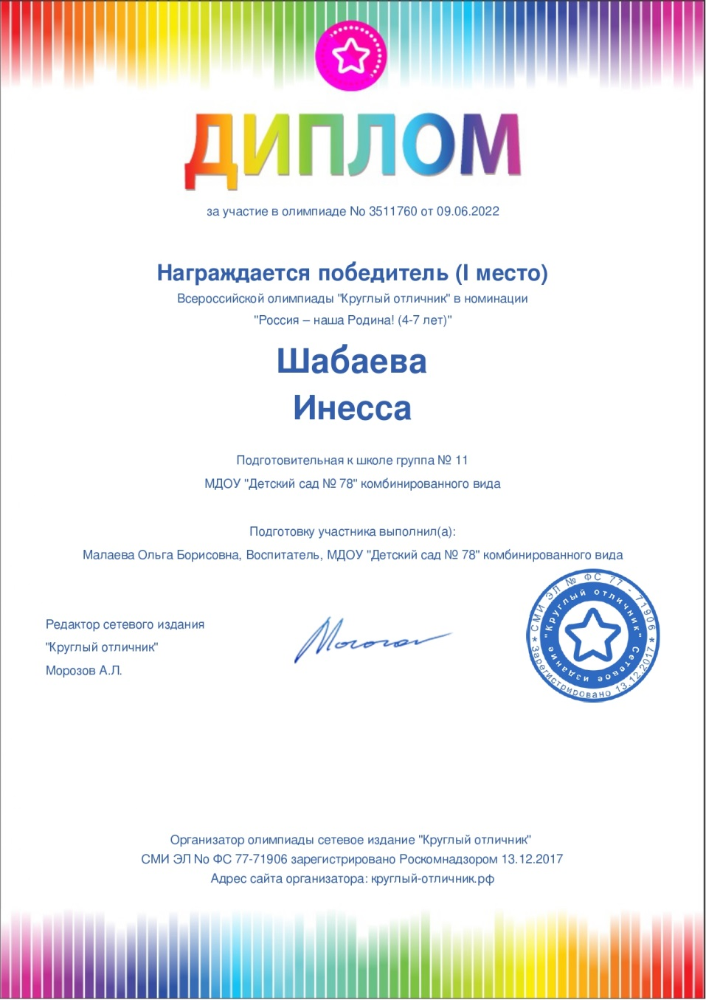 ДИПЛОМ
за участие в олимпиаде No 3511760 от 09.06.2022
Награждается победитель (I место)
Всероссийской олимпиады "Круглый отличник" в номинации
"Россия – наша Родина! (4-7 лет)"
Шабаева
Инесса
Подготовительная к школе группа № 11
МДОУ "Детский сад № 78" комбинированного вида
Подготовку участника выполнил(а):
Малаева Ольга Борисовна, Воспитатель, МДОУ "Детский сад № 78" комбинированного вида
Редактор сетевого издания
"Круглый отличник"
Морозов А.Л.
СМИ ЭЛ № ФС 77 - 71906
* Зарегистрировано 13.12.2017 *
"Круглый отличник"
Сетевое издание
Организатор олимпиады сетевое издание "Круглый отличник"
СМИ ЭЛ No ФС 77-71906 зарегистрировано Роскомнадзором 13.12.2017
Адрес сайта организатора: круглый-отличник.рф